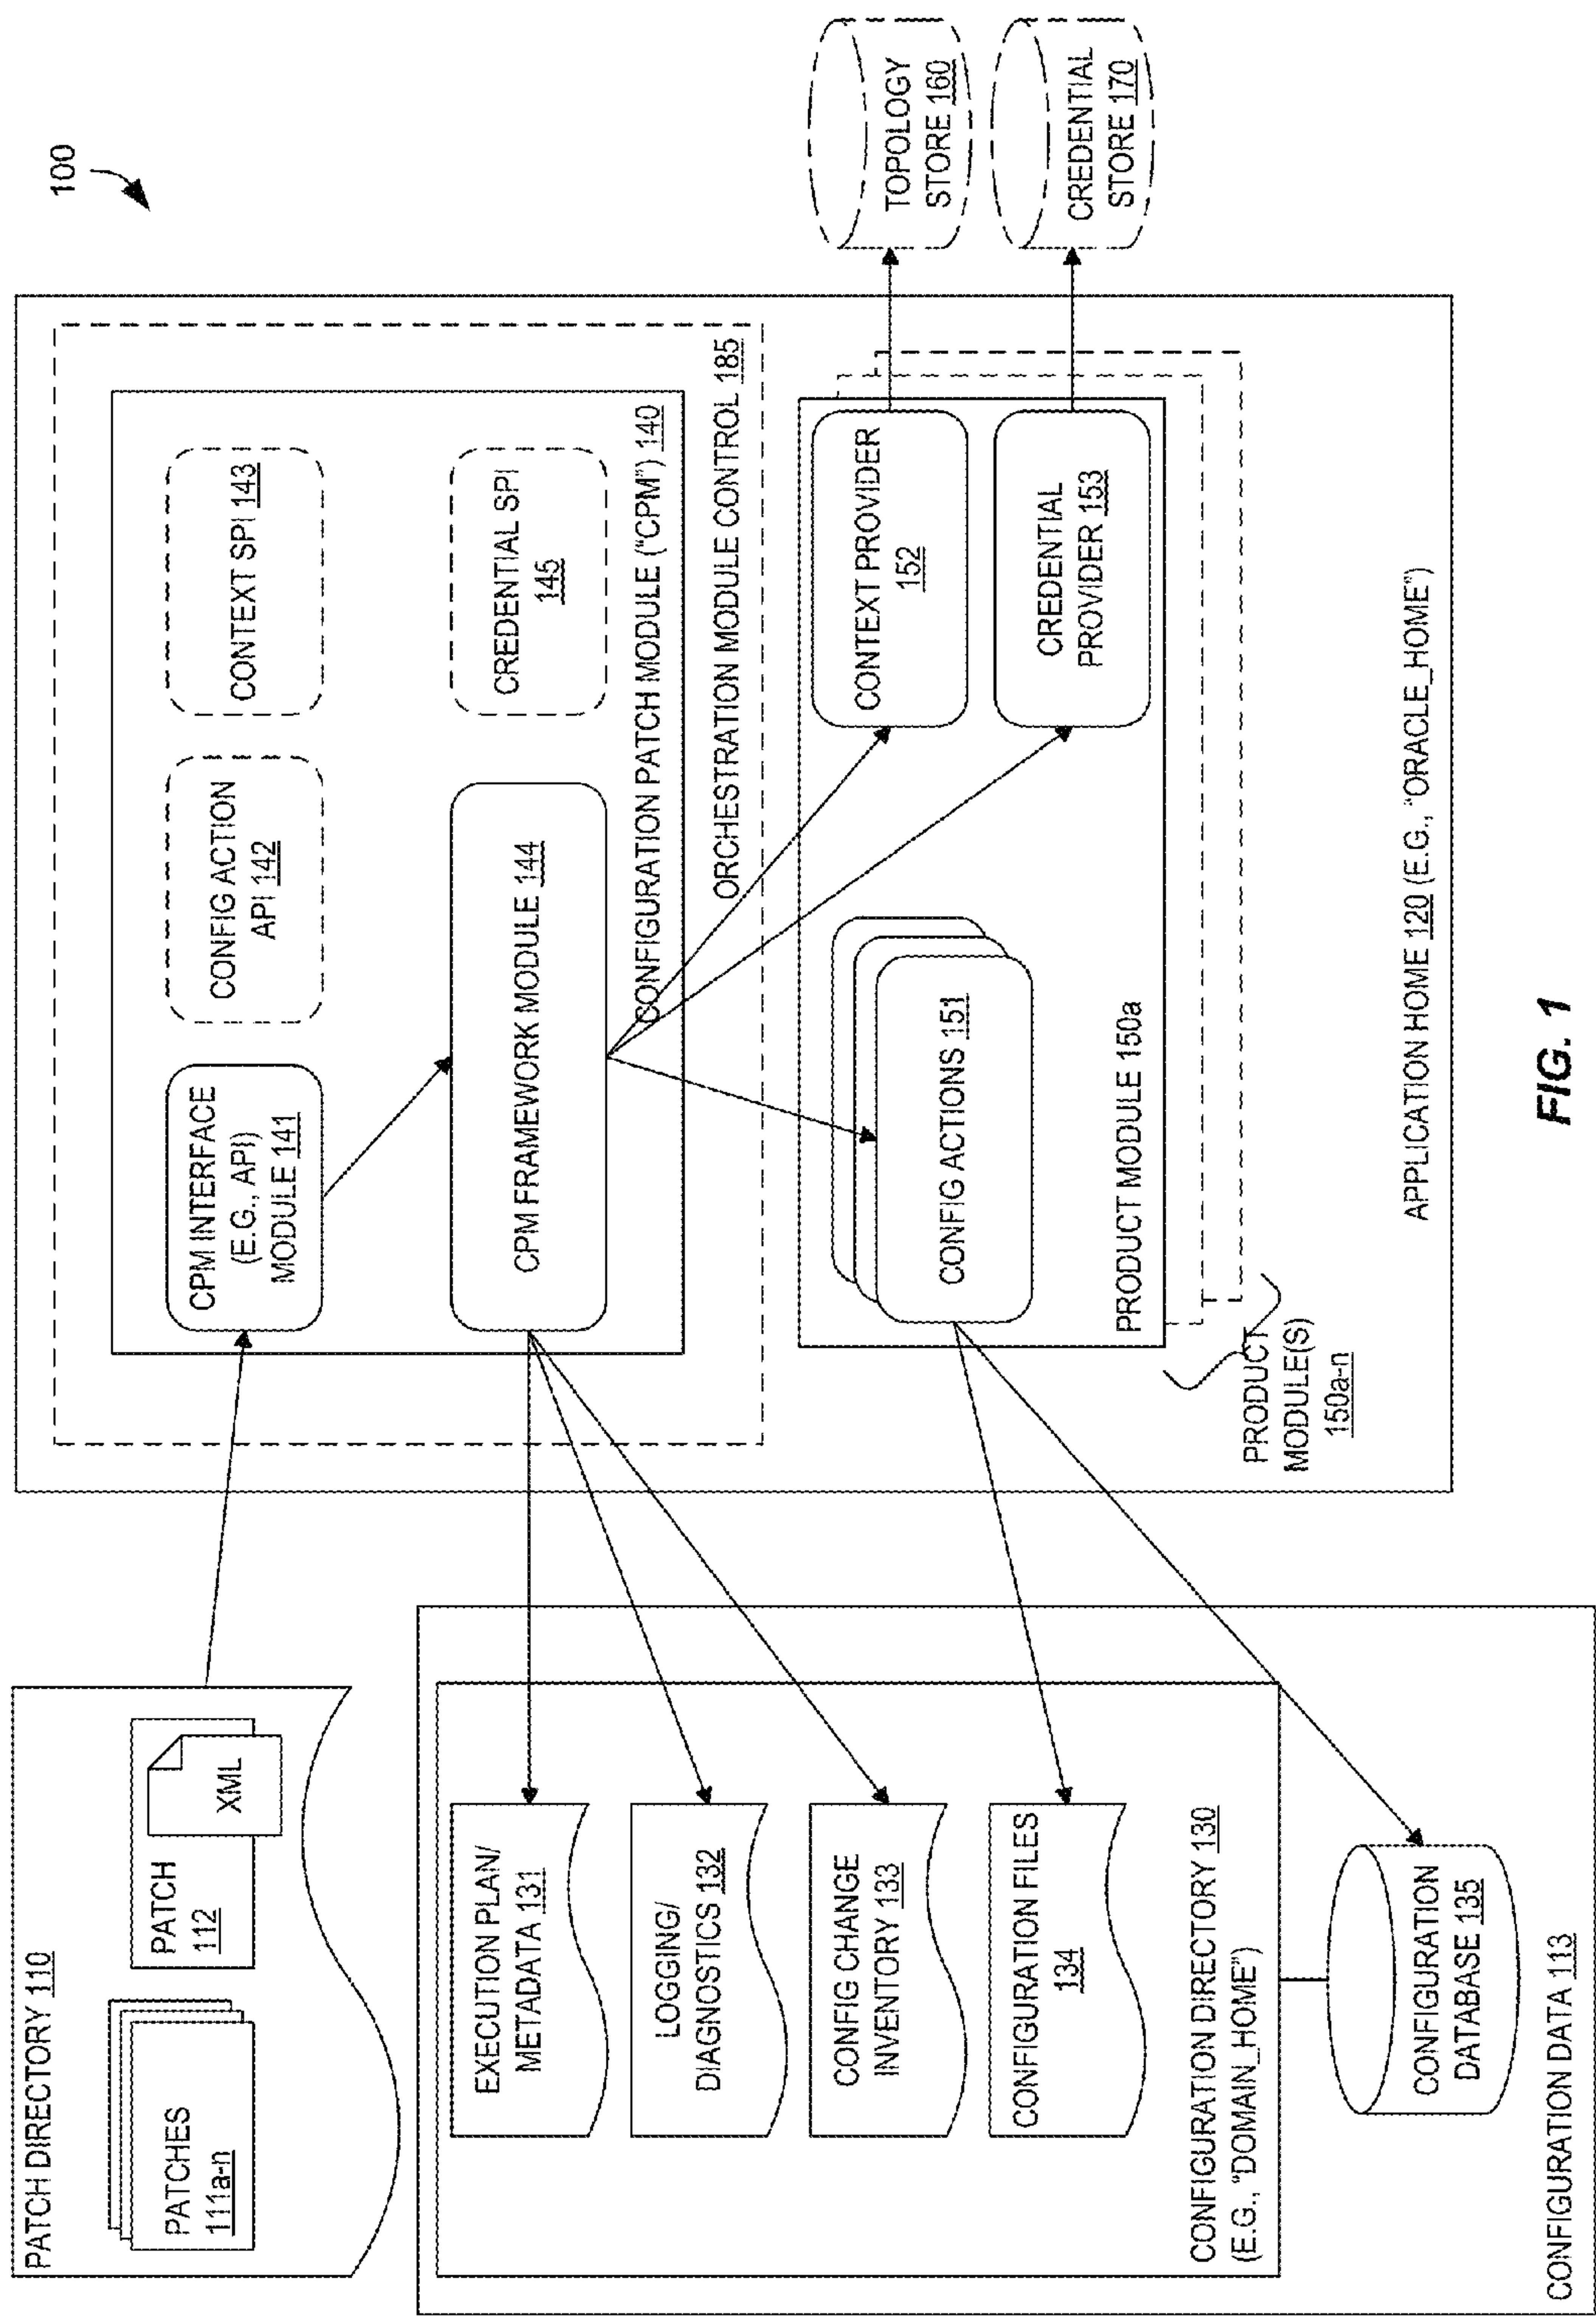 100
PATCH DIRECTORY 110
PATCHES
111a-n
PATCH
112
XML
CPM INTERFACE
(E.G., API)
MODULE 141
CONFIG ACTION
API 142
CONTEXT SPI 143
CPM FRAMEWORK MODULE 144
CREDENTIAL SPI
145
CONFIGURATION PATCH MODULE ("CPM") 140
ORCHESTRATION MODULE CONTROL 185
EXECUTION PLAN/
METADATA 131
LOGGING/
DIAGNOSTICS 132
CONFIG CHANGE
INVENTORY 133
CONFIGURATION FILES
134
CONFIGURATION DIRECTORY 130
(E.G., "DOMAIN_HOME")
CONFIGURATION
DATABASE 135
CONFIGURATION DATA 113
CONFIG ACTIONS 151
CONTEXT PROVIDER
152
CREDENTIAL
PROVIDER 153
PRODUCT MODULE 150a
PRODUCT
MODULE(S)
150a-n
APPLICATION HOME 120 (E.G., "ORACLE_HOME")
TOPOLOGY
STORE 160
CREDENTIAL
STORE 170
FIG. 1